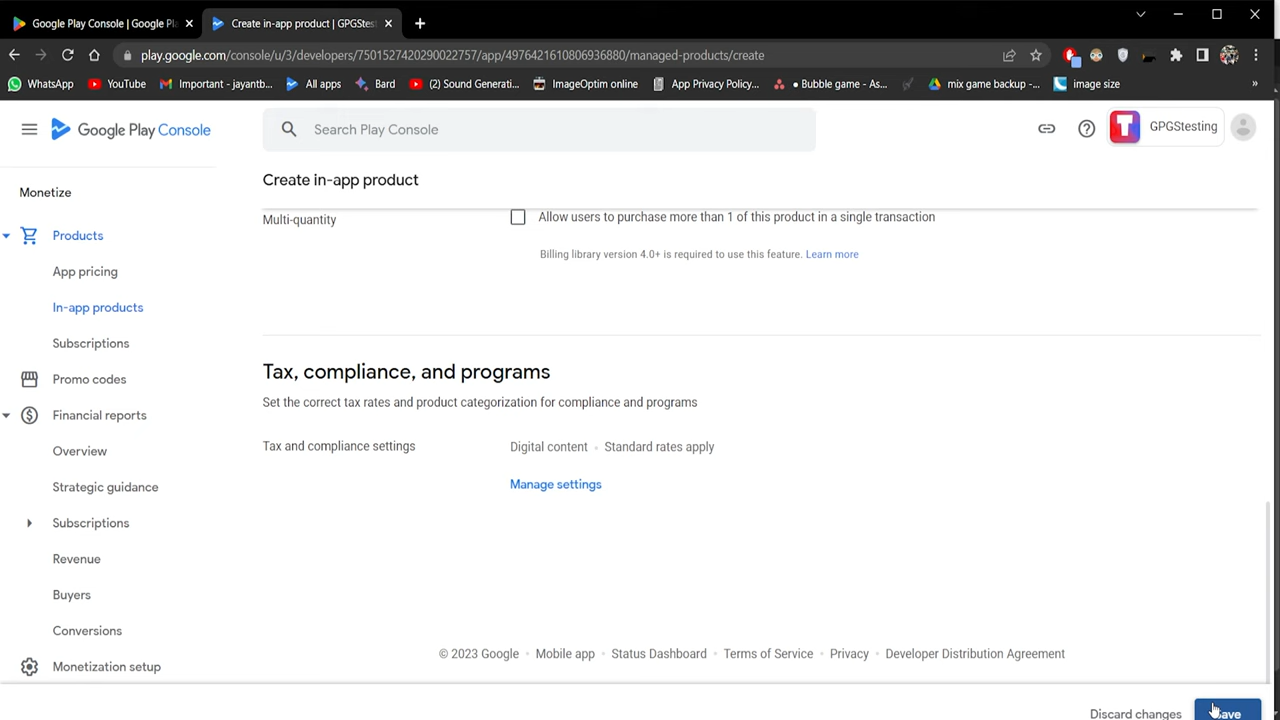 Google Play Console | Google Pla
Create in-app product | GPGStest
play.google.com/console/u/3/developers/7501527420290022757/app/4976421610806936880/managed-products/create
WhatsApp
YouTube
Important - jayantb...
All apps
Bard
(2) Sound Generati...
ImageOptim online
App Privacy Policy...
• Bubble game - As...
mix game backup -...
image size
»
Google Play Console
Search Play Console
T
GPGStesting
Create in-app product
Monetize
Products
App pricing
In-app products
Subscriptions
Promo codes
Financial reports
Overview
Strategic guidance
Subscriptions
Revenue
Buyers
Conversions
Monetization setup
Multi-quantity
Allow users to purchase more than 1 of this product in a single transaction
Billing library version 4.0+ is required to use this feature. Learn more
Tax, compliance, and programs
Set the correct tax rates and product categorization for compliance and programs
Tax and compliance settings
Digital content • Standard rates apply
Manage settings
© 2023 Google • Mobile app • Status Dashboard • Terms of Service • Privacy • Developer Distribution Agreement
Discard changes
Save